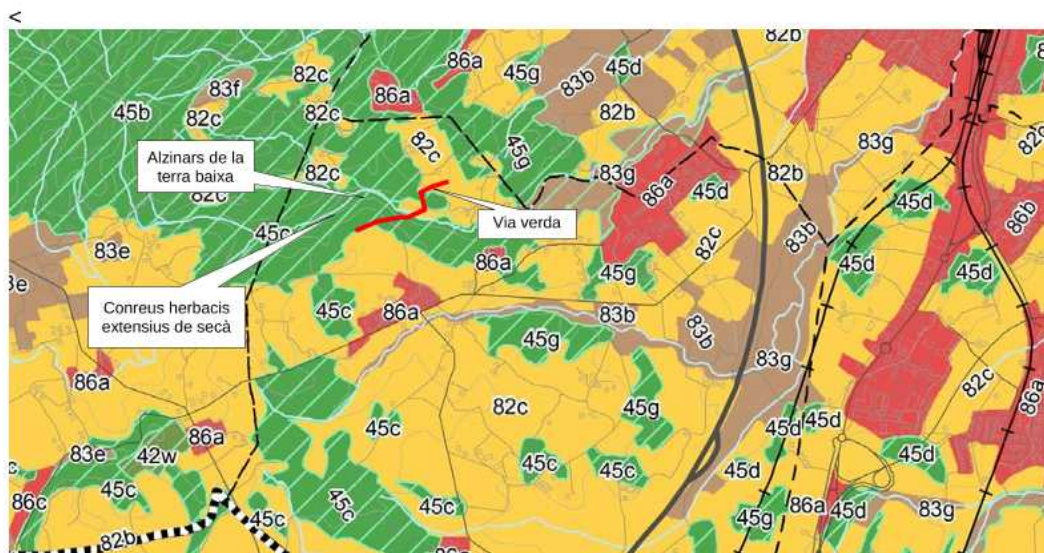 <
82b
86a
82c
45g
83b
45d
83f
86a
45b
82c
82c
82b
82c
45g
83g
Alzinars de la
terra baixa
82c
83g
86a
45d
82b
45d
82c
Via verda
86b
45c
82c
83b
83e
86a
45g
45d
45d
3e
Conreus herbacis
extensius de secà
45c
86a
83b
83b
45g
83g
86a
82c
82c
86a
45g
45c
45d
86a
83e
42w
45c
45c
45d
45d
86c
45c
45c
45c
45c
86a
45d
83g
45g
82b
86a